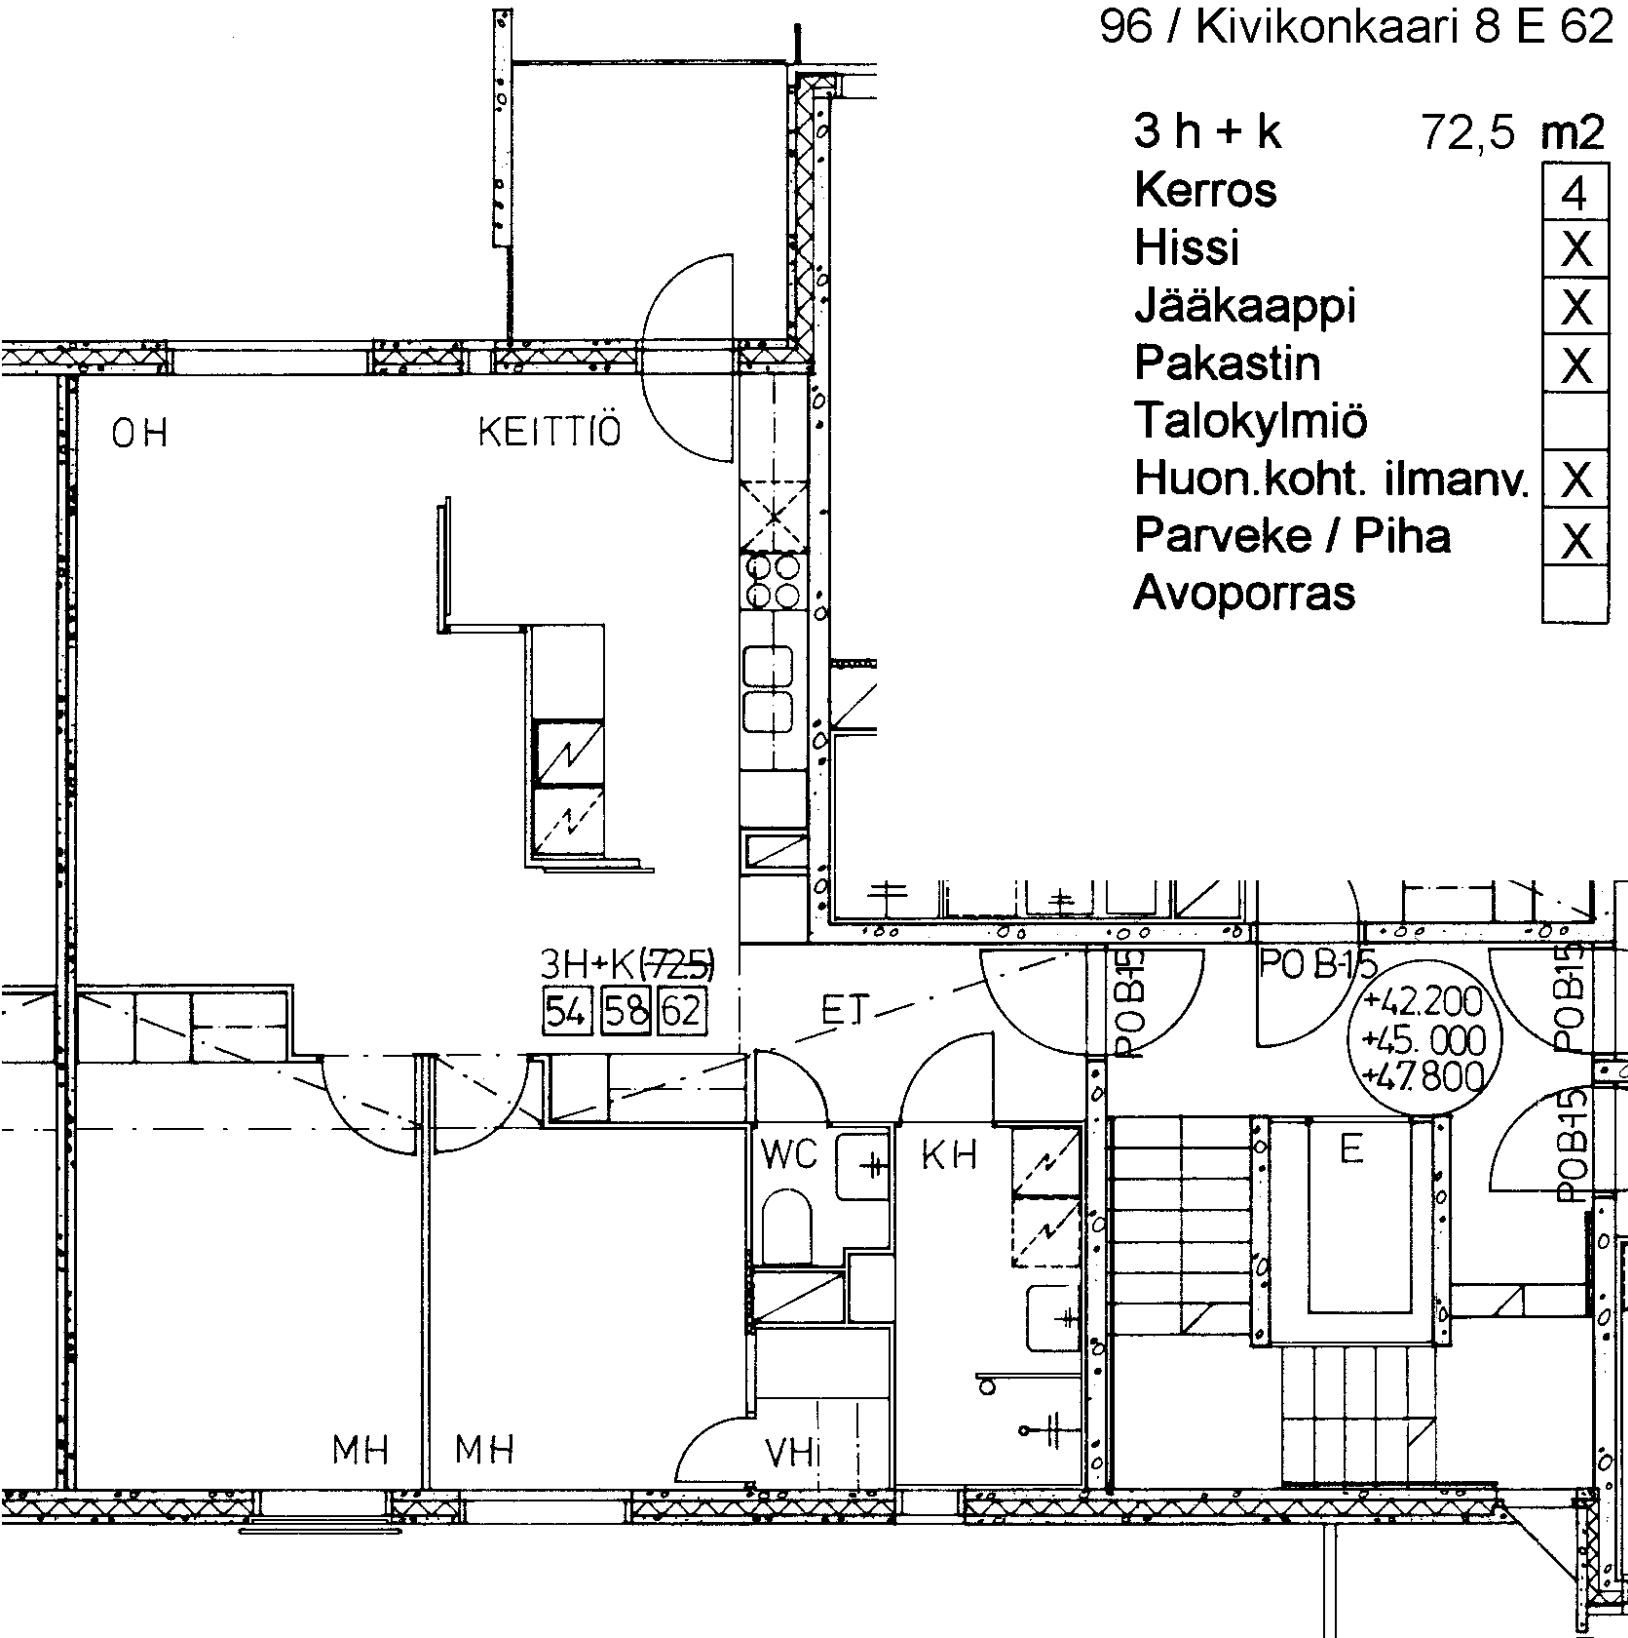 96 / Kivikonkaari 8 E 62
3 h + k 72,5 m2
Kerros 4
Hissi X
Jääkaappi X
Pakastin X
Talokylmiö
Huon.koht. ilmanv. X
Parveke / Piha X
Avoporras
OH
KEITTIÖ
3H+K(72.5)
54 58 62
ET
PO B-15
PO B-15
PO B-15
+42.200
+45.000
+47.800
PO B-15
WC
KH
E
MH
MH
VH